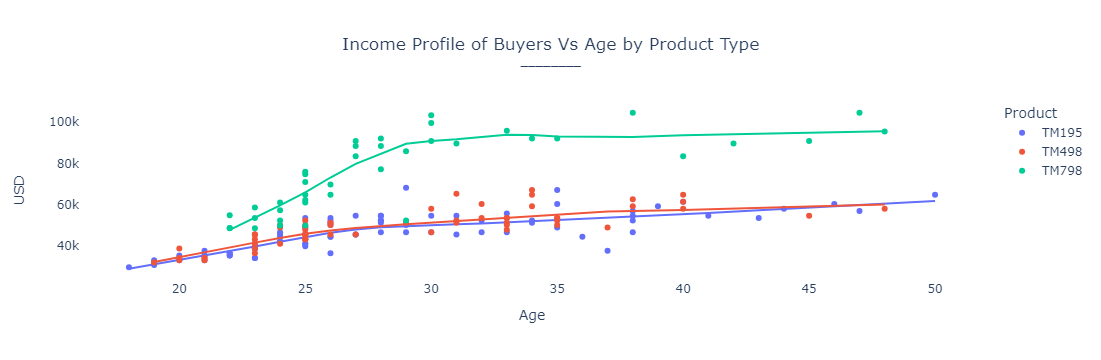 Income Profile of Buyers Vs Age by Product Type
________
Product
TM195
TM498
TM798
USD
100k
80k
60k
40k
20
25
30
35
40
45
50
Age